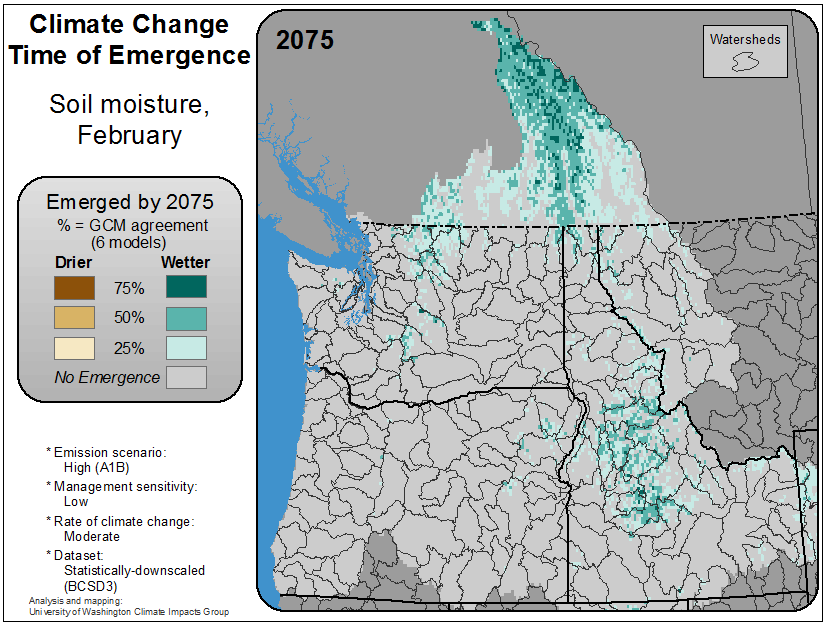 Climate Change
Time of Emergence
Soil moisture,
February
Emerged by 2075
% = GCM agreement
(6 models)
Drier Wetter
75%
50%
25%
No Emergence
* Emission scenario:
High (A1B)
* Management sensitivity:
Low
* Rate of climate change:
Moderate
* Dataset:
Statistically-downscaled
(BCSD3)
Analysis and mapping:
University of Washington Climate Impacts Group
2075
Watersheds